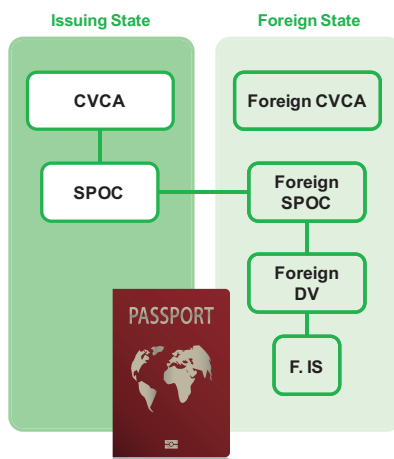 Issuing State
Foreign State
CVCA
Foreign CVCA
SPOC
Foreign
SPOC
Foreign
DV
F. IS
PASSPORT